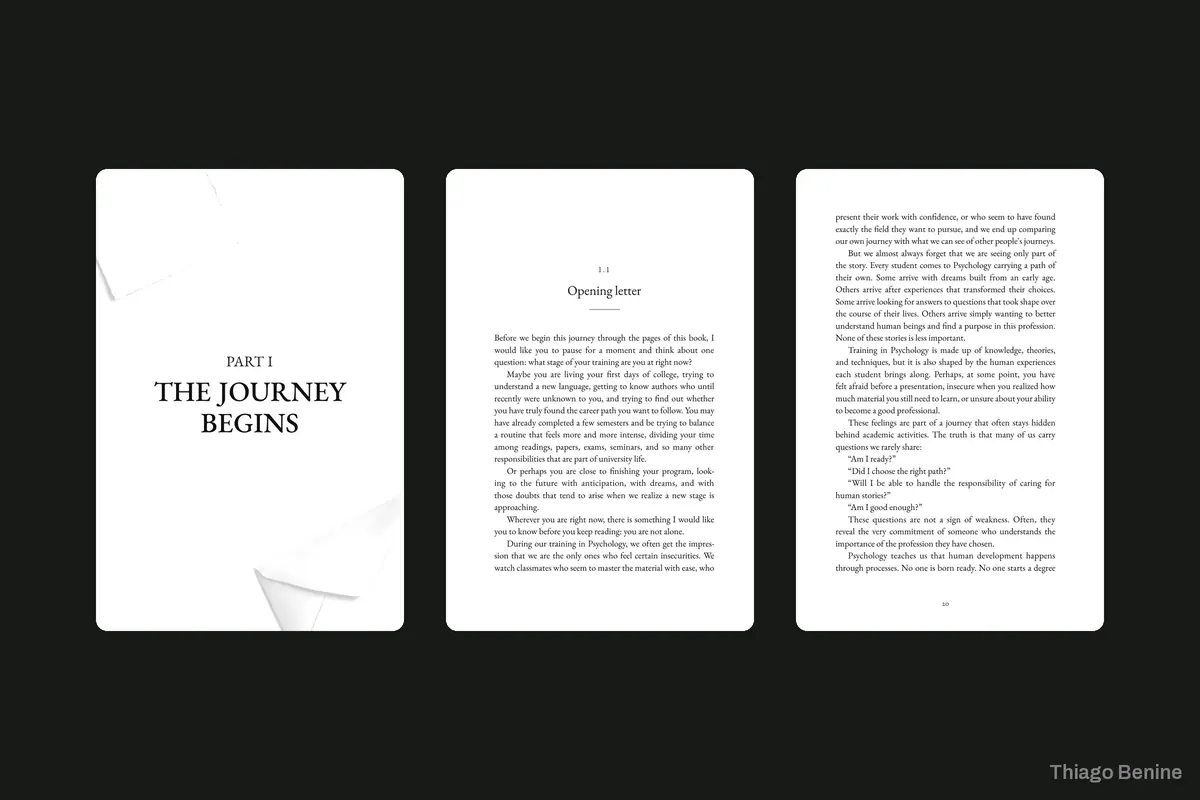 PART I
THE JOURNEY
BEGINS
1.1
Opening letter
Before we begin this journey through the pages of this book, I
would like you to pause for a moment and think about one
question: what stage of your training are you at right now?
Maybe you are living your first days of college, trying to
understand a new language, getting to know authors who until
recently were unknown to you, and trying to find out whether
you have truly found the career path you want to follow. You may
have already completed a few semesters and be trying to balance
a routine that feels more and more intense, dividing your time
among readings, papers, exams, seminars, and so many other
responsibilities that are part of university life.
Or perhaps you are close to finishing your program, look-
ing to the future with anticipation, with dreams, and with
those doubts that tend to arise when we realize a new stage is
approaching.
Wherever you are right now, there is something I would like
you to know before you keep reading: you are not alone.
During our training in Psychology, we often get the impres-
sion that we are the only ones who feel certain insecurities. We
watch classmates who seem to master the material with ease, who
present their work with confidence, or who seem to have found
exactly the field they want to pursue, and we end up comparing
our own journey with what we can see of other people's journeys.
But we almost always forget that we are seeing only part of
the story. Every student comes to Psychology carrying a path of
their own. Some arrive with dreams built from an early age.
Others arrive after experiences that transformed their choices.
Some arrive looking for answers to questions that took shape over
the course of their lives. Others arrive simply wanting to better
understand human beings and find a purpose in this profession.
None of these stories is less important.
Training in Psychology is made up of knowledge, theories,
and techniques, but it is also shaped by the human experiences
each student brings along. Perhaps, at some point, you have
felt afraid before a presentation, insecure when you realized how
much material you still need to learn, or unsure about your ability
to become a good professional.
These feelings are part of a journey that often stays hidden
behind academic activities. The truth is that many of us carry
questions we rarely share:
“Am I ready?”
“Did I choose the right path?”
“Will I be able to handle the responsibility of caring for
human stories?”
“Am I good enough?”
These questions are not a sign of weakness. Often, they
reveal the very commitment of someone who understands the
importance of the profession they have chosen.
Psychology teaches us that human development happens
through processes. No one is born ready. No one starts a degree
20
Thiago Benine